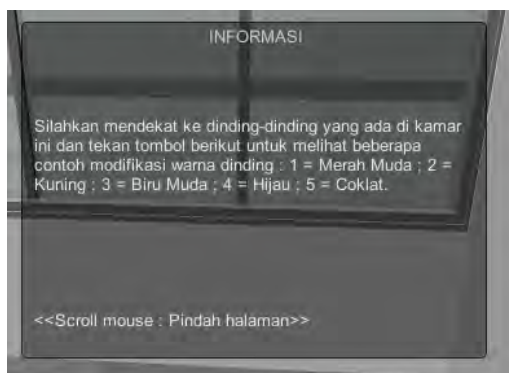 INFORMASI
Silahkan mendekat ke dinding-dinding yang ada di kamar
ini dan tekan tombol berikut untuk melihat beberapa
contoh modifikasi warna dinding : 1 = Merah Muda ; 2 =
Kuning ; 3 = Biru Muda ; 4 = Hijau ; 5 = Coklat.
<<Scroll mouse : Pindah halaman>>